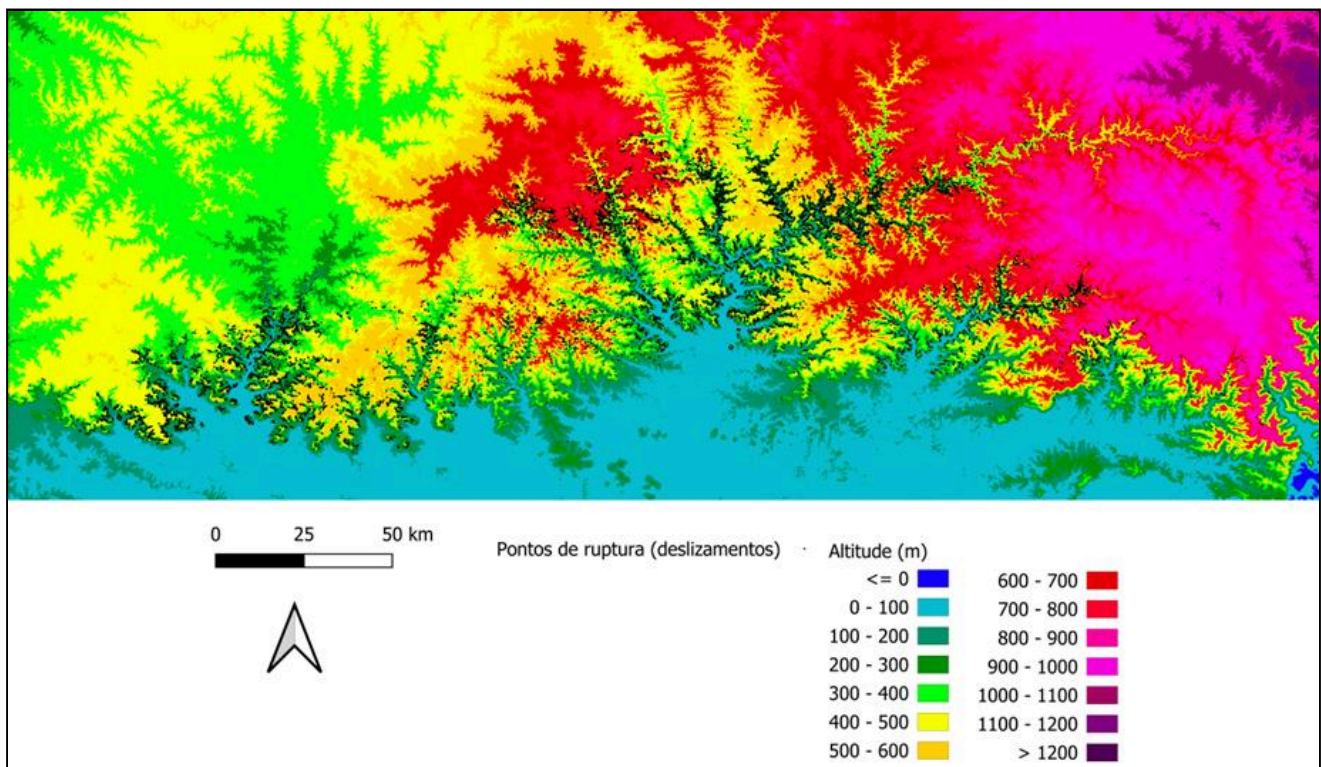 0 25 50 km
Pontos de ruptura (deslizamentos)
Altitude (m)
<= 0
0 - 100
100 - 200
200 - 300
300 - 400
400 - 500
500 - 600
600 - 700
700 - 800
800 - 900
900 - 1000
1000 - 1100
1100 - 1200
> 1200